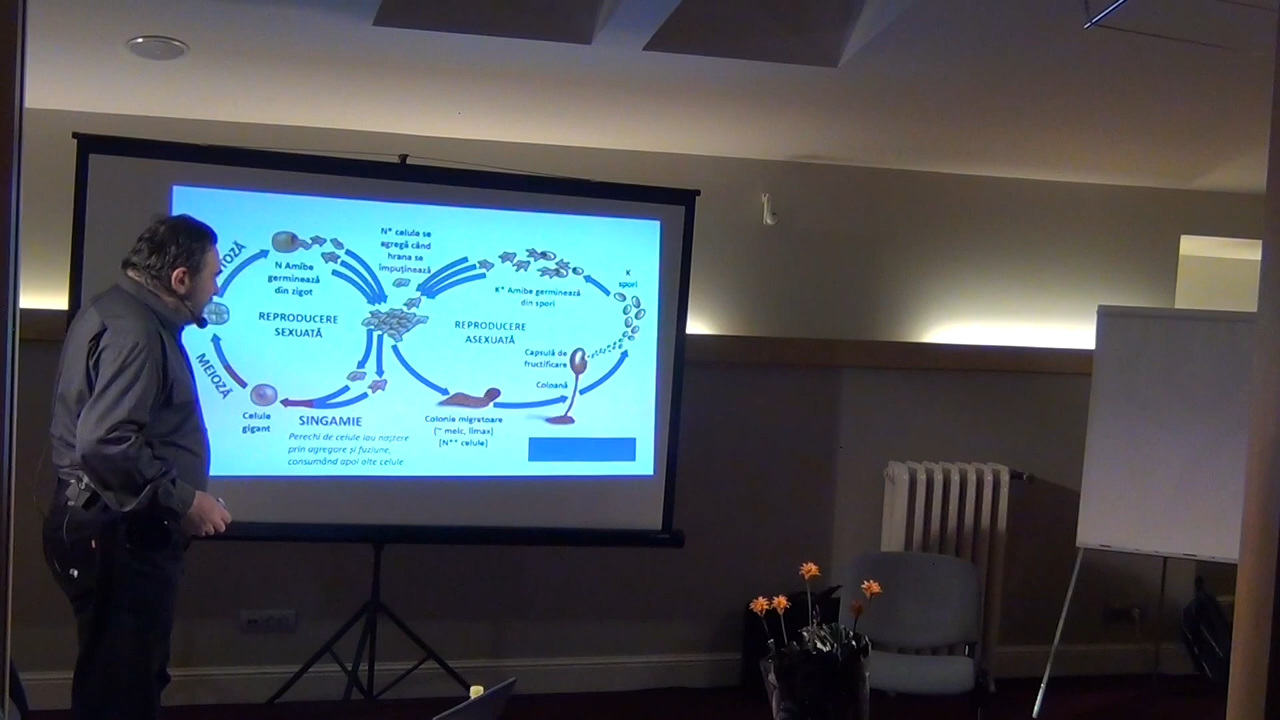 TOZĂ
N Amibe
germinează
din zigot
N* celule se
agregă când
hrana se
împuținează
K* Amibe germinează
din spori
K
spori
REPRODUCERE
SEXUATĂ
REPRODUCERE
ASEXUATĂ
Capsulă de
fructificare
Coloană
MEIOZĂ
Celule
gigant
SINGAMIE
Perechi de celule iau naștere
prin agregare și fuziune,
consumând apoi alte celule
Colonie migratoare
(~ melc, limax)
[N** celule]